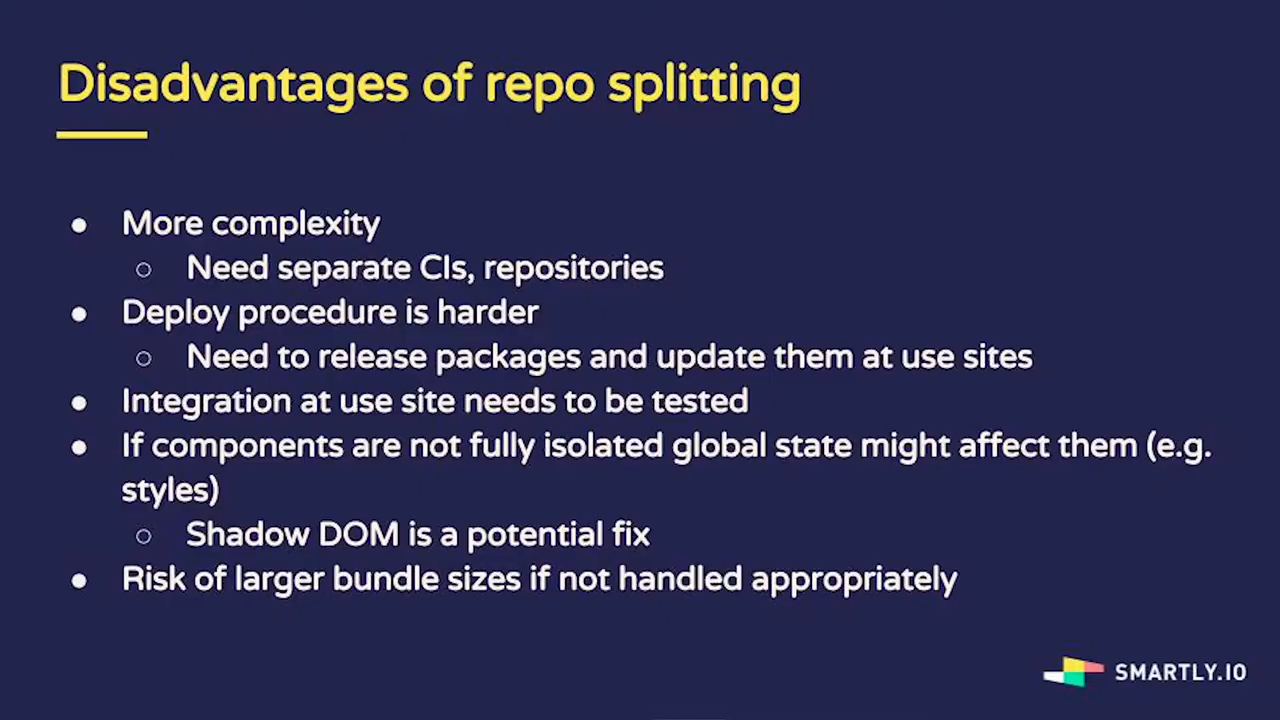 Disadvantages of repo splitting
● More complexity
○ Need separate CIs, repositories
● Deploy procedure is harder
○ Need to release packages and update them at use sites
● Integration at use site needs to be tested
● If components are not fully isolated global state might affect them (e.g.
styles)
○ Shadow DOM is a potential fix
● Risk of larger bundle sizes if not handled appropriately
SMARTLY.IO